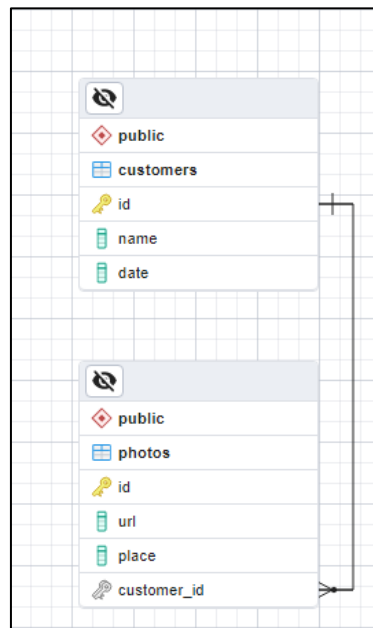 public
customers
id
name
date
public
photos
id
url
place
customer_id